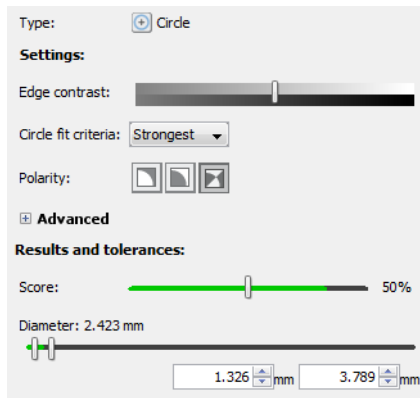 Type: Circle
Settings:
Edge contrast:
Circle fit criteria: Strongest
Polarity:
Advanced
Results and tolerances:
Score: 50%
Diameter: 2.423 mm
1.326 mm 3.789 mm